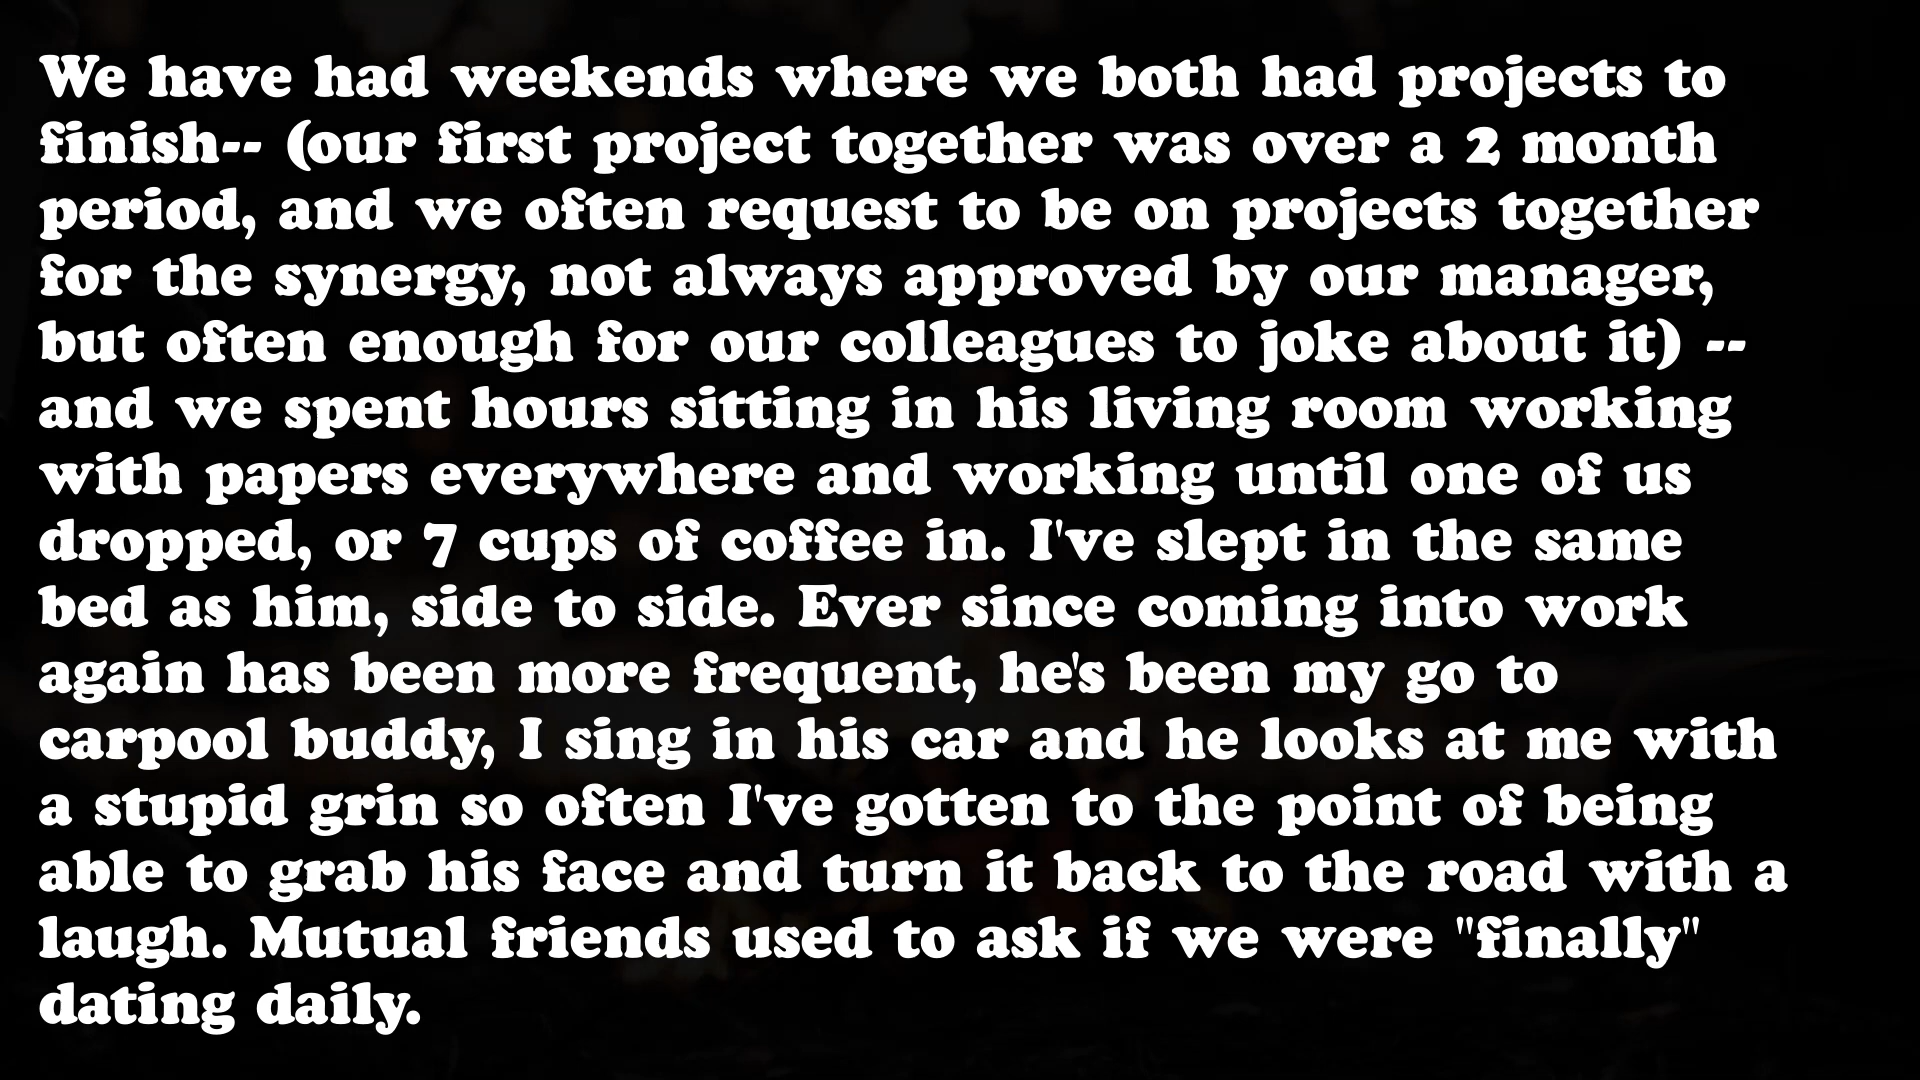 We have had weekends where we both had projects to
finish-- (our first project together was over a 2 month
period, and we often request to be on projects together
for the synergy, not always approved by our manager,
but often enough for our colleagues to joke about it) --
and we spent hours sitting in his living room working
with papers everywhere and working until one of us
dropped, or 7 cups of coffee in. I've slept in the same
bed as him, side to side. Ever since coming into work
again has been more frequent, he's been my go to
carpool buddy, I sing in his car and he looks at me with
a stupid grin so often I've gotten to the point of being
able to grab his face and turn it back to the road with a
laugh. Mutual friends used to ask if we were "finally"
dating daily.